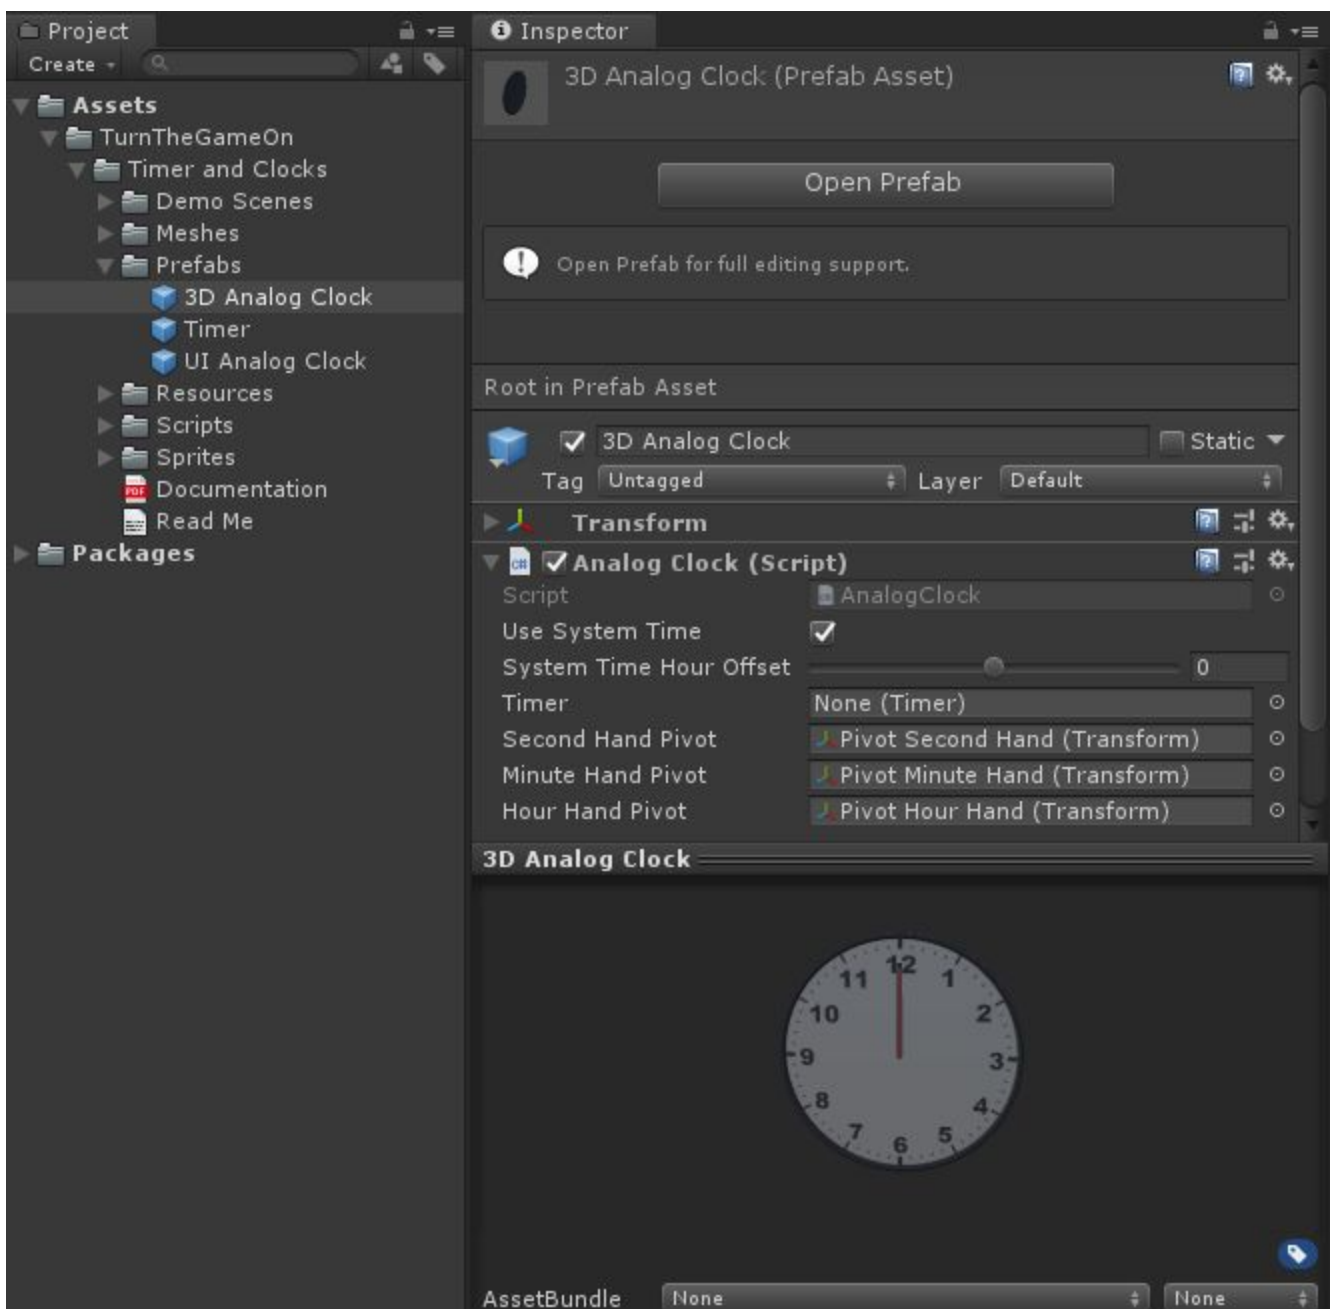 Project
Create
Assets
TurnTheGameOn
Timer and Clocks
Demo Scenes
Meshes
Prefabs
3D Analog Clock
Timer
UI Analog Clock
Resources
Scripts
Sprites
PDF
Documentation
Read Me
Packages
Inspector
3D Analog Clock (Prefab Asset)
Open Prefab
Open Prefab for full editing support.
Root in Prefab Asset
3D Analog Clock
Static
Tag Untagged Layer Default
Transform
C# Analog Clock (Script)
Script AnalogClock
Use System Time
System Time Hour Offset 0
Timer None (Timer)
Second Hand Pivot Pivot Second Hand (Transform)
Minute Hand Pivot Pivot Minute Hand (Transform)
Hour Hand Pivot Pivot Hour Hand (Transform)
3D Analog Clock
12
11 1
10 2
9 3
8 4
7 5
6
AssetBundle None None